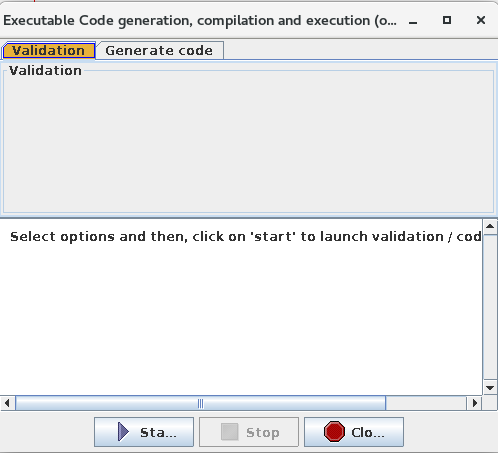 Executable Code generation, compilation and execution (o...
Validation
Generate code
Validation
Select options and then, click on 'start' to launch validation / cod
Sta...
Stop
Clo...